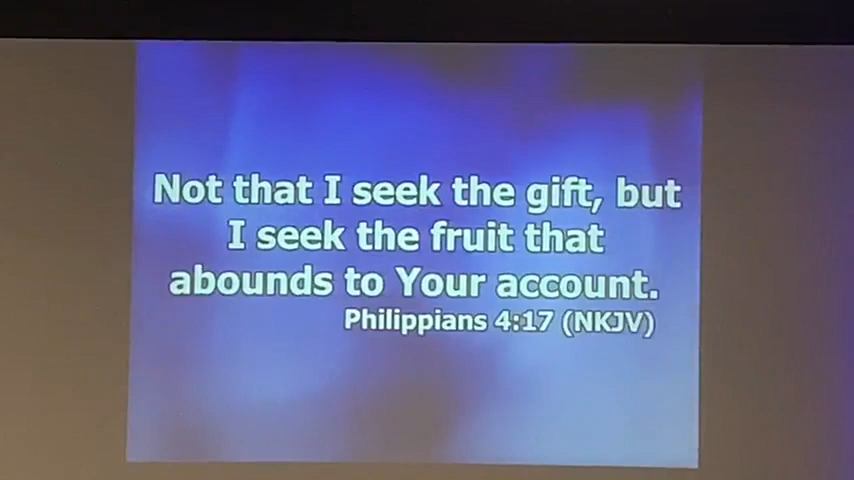 Not that I seek the gift, but
I seek the fruit that
abounds to Your account.
Philippians 4:17 (NKJV)